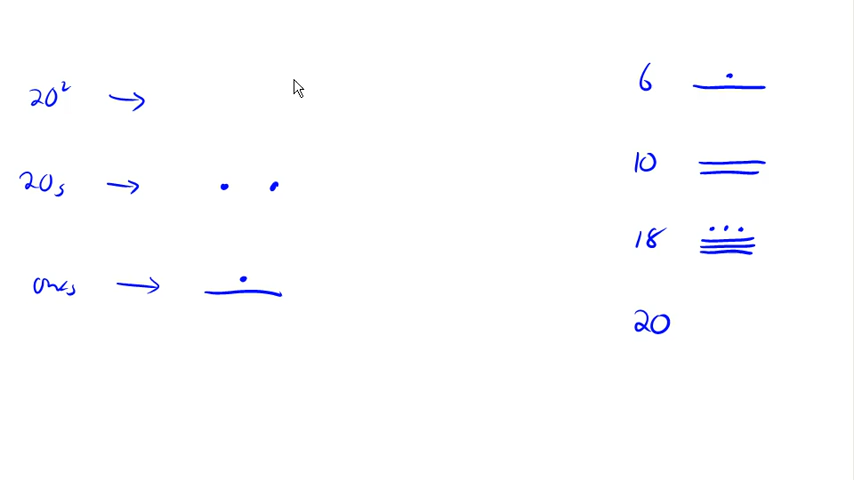 20² →
20s → • •
ones → •
6 •
10
18 •••
20